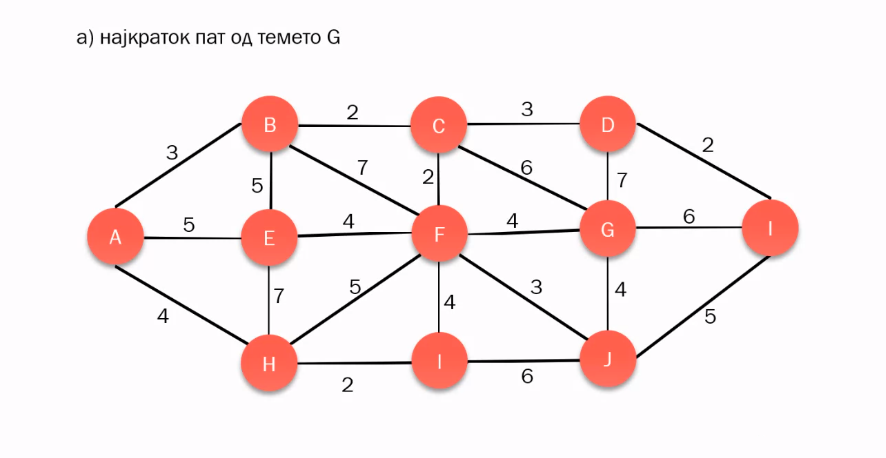 а) најкраток пат од темето G
B 2 C 3 D
3 5 7 2 6 7 2
A 5 E 4 F 4 G 6 I
4 7 5 4 3 4 5
H 2 I 6 J